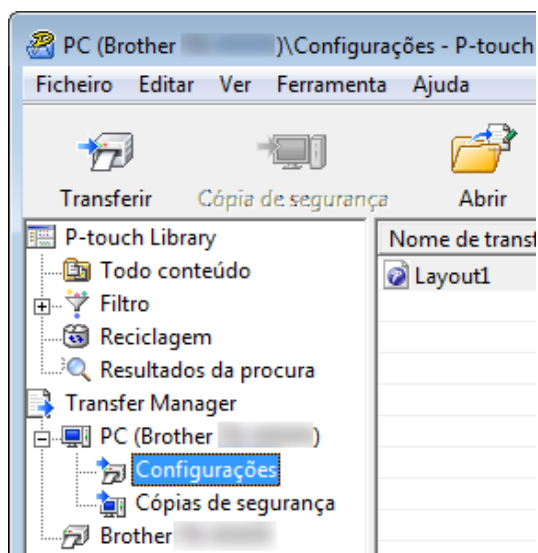 PC (Brother )\Configurações - P-touch
Ficheiro Editar Ver Ferramenta Ajuda
Transferir Cópia de segurança Abrir
P-touch Library
Nome de transf
Todo conteúdo
Layout1
Filtro
Reciclagem
Resultados da procura
Transfer Manager
PC (Brother )
Configurações
Cópias de segurança
Brother